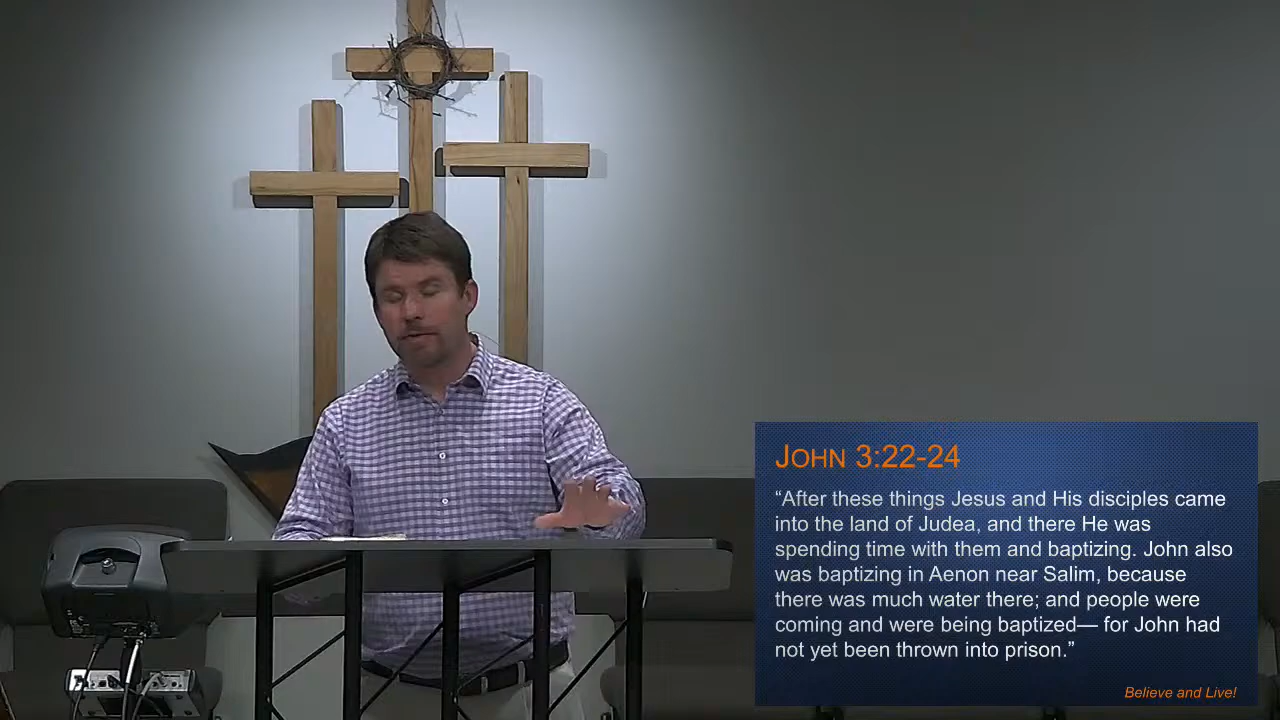 JOHN 3:22-24
“After these things Jesus and His disciples came
into the land of Judea, and there He was
spending time with them and baptizing. John also
was baptizing in Aenon near Salim, because
there was much water there; and people were
coming and were being baptized— for John had
not yet been thrown into prison.”
Believe and Live!